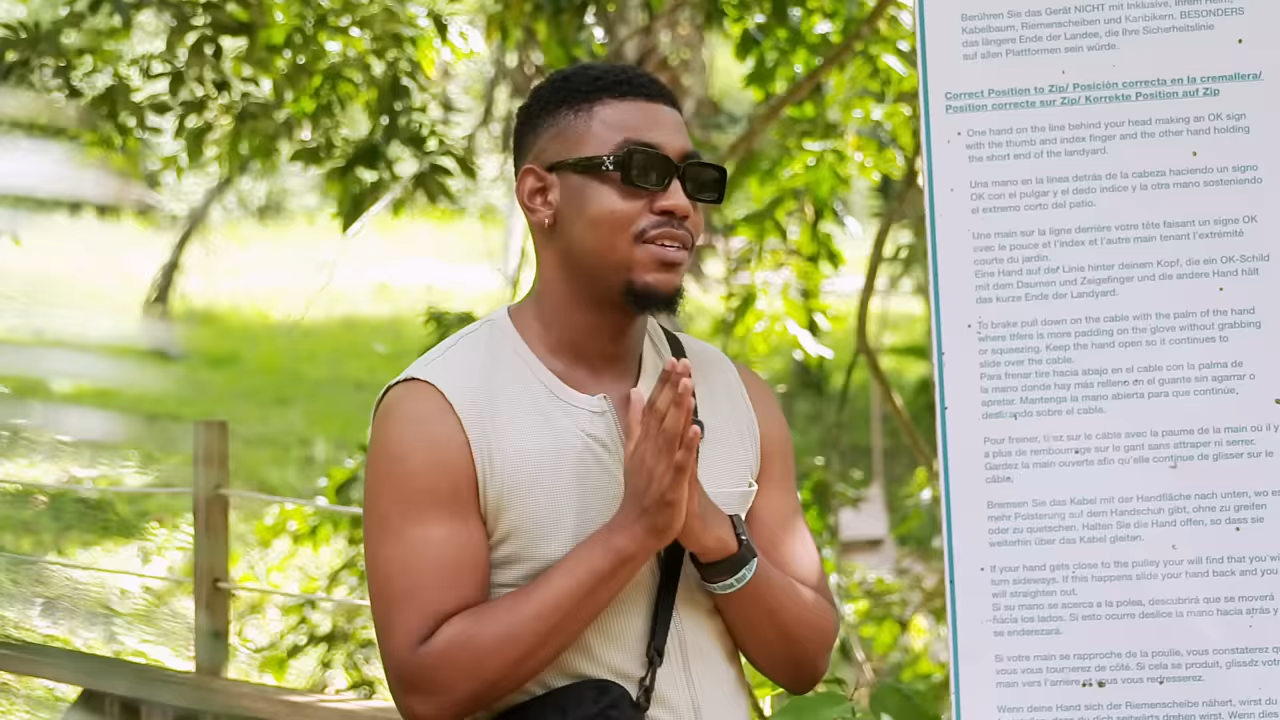 Berühren Sie das Gerät NICHT mit Inklusive, Ihrem Helm,
Kabelbaum, Riemenscheiben und Karibikern. BESONDERS
das längere Ende der Landee, die Ihre Sicherheitslinie
auf allen Plattformen sein würde.
Correct Position to Zip/ Posición correcta en la cremallera/
Position correcte sur Zip/ Korrekte Position auf Zip
• One hand on the line behind your head making an OK sign
with the thumb and index finger and the other hand holding
the short end of the landyard.
Una mano en la línea detrás de la cabeza haciendo un signo
OK con el pulgar y el dedo índice y la otra mano sosteniendo
el extremo corto del patio.
Une main sur la ligne derrière votre tête faisant un signe OK
avec le pouce et l'index et l'autre main tenant l'extrémité
courte du jardin.
Eine Hand auf der Linie hinter deinem Kopf, die ein OK-Schild
mit dem Daumen und Zeigefinger und die andere Hand hält
das kurze Ende der Landyard.
• To brake pull down on the cable with the palm of the hand
where there is more padding on the glove without grabbing
or squeezing. Keep the hand open so it continues to
slide over the cable.
Para frenar tire hacia abajo en el cable con la palma de
la mano donde hay más relleno en el guante sin agarrar o
apretar. Mantenga la mano abierta para que continúe,
deslizando sobre el cable.
Pour freiner, tirez sur le câble avec la paume de la main où il y
a plus de rembourrage sur le gant sans attraper ni serrer.
Gardez la main ouverte afin qu'elle continue de glisser sur le
câble.
Bremsen Sie das Kabel mit der Handfläche nach unten, wo es
mehr Polsterung auf dem Handschuh gibt, ohne zu greifen
oder zu quetschen. Halten Sie die Hand offen, so dass sie
weiterhin über das Kabel gleiten.
• If your hand gets close to the pulley your will find that you'wi
turn sideways. If this happens slide your hand back and you
will straighten out.
Si su mano se acerca a la polea, descubrirá que se moverá
hacia los lados. Si esto ocurre deslice la mano hacia atrás y
se enderezará.
Si votre main se rapproche de la poulie, vous constaterez qu
vous vous tournerez de côté. Si cela se produit, glissez votr
main vers l'arrière et vous vous redresserez.
Wenn deine Hand sich der Riemenscheibe nähert, wirst du
du dich seitwärts drehen wirst. Wenn dies